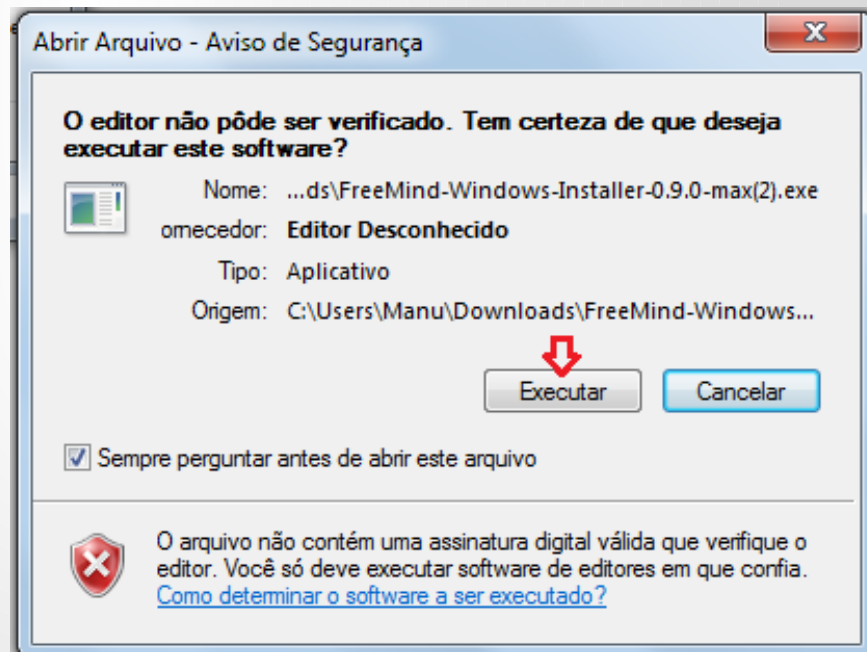 Abrir Arquivo - Aviso de Segurança
O editor não pôde ser verificado. Tem certeza de que deseja
executar este software?
Nome: ...ds\FreeMind-Windows-Installer-0.9.0-max(2).exe
omecedor: Editor Desconhecido
Tipo: Aplicativo
Origem: C:\Users\Manu\Downloads\FreeMind-Windows...
Executar Cancelar
Sempre perguntar antes de abrir este arquivo
O arquivo não contém uma assinatura digital válida que verifique o
editor. Você só deve executar software de editores em que confia.
Como determinar o software a ser executado?